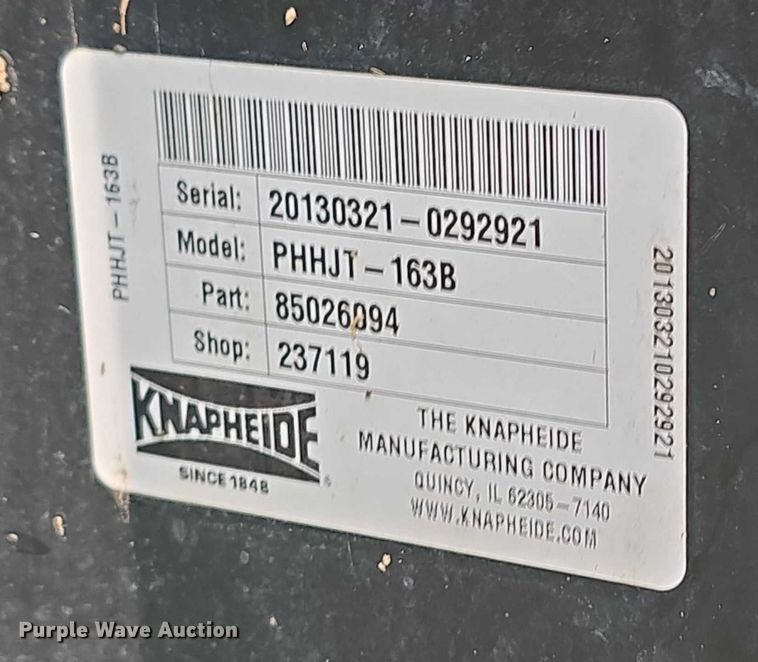 PHHJT-163B
Serial: 20130321-0292921
Model: PHHJT-163B
Part: 85026094
Shop: 237119
201303210292921
KNAPHEIDE
SINCE 1848
THE KNAPHEIDE
MANUFACTURING COMPANY
QUINCY, IL 62305-7140
WWW.KNAPHEIDE.COM
Purple Wave Auction